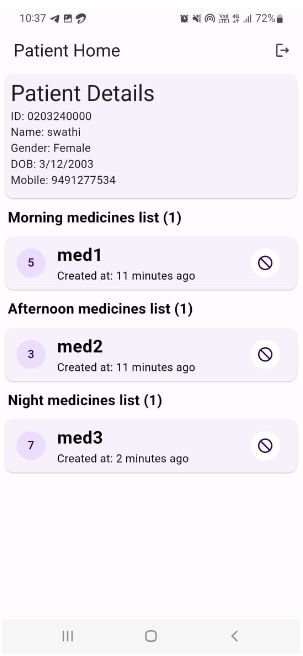 10:37
72%
Patient Home
Patient Details
ID: 0203240000
Name: swathi
Gender: Female
DOB: 3/12/2003
Mobile: 9491277534
Morning medicines list (1)
5
med1
Created at: 11 minutes ago
Afternoon medicines list (1)
3
med2
Created at: 11 minutes ago
Night medicines list (1)
7
med3
Created at: 2 minutes ago